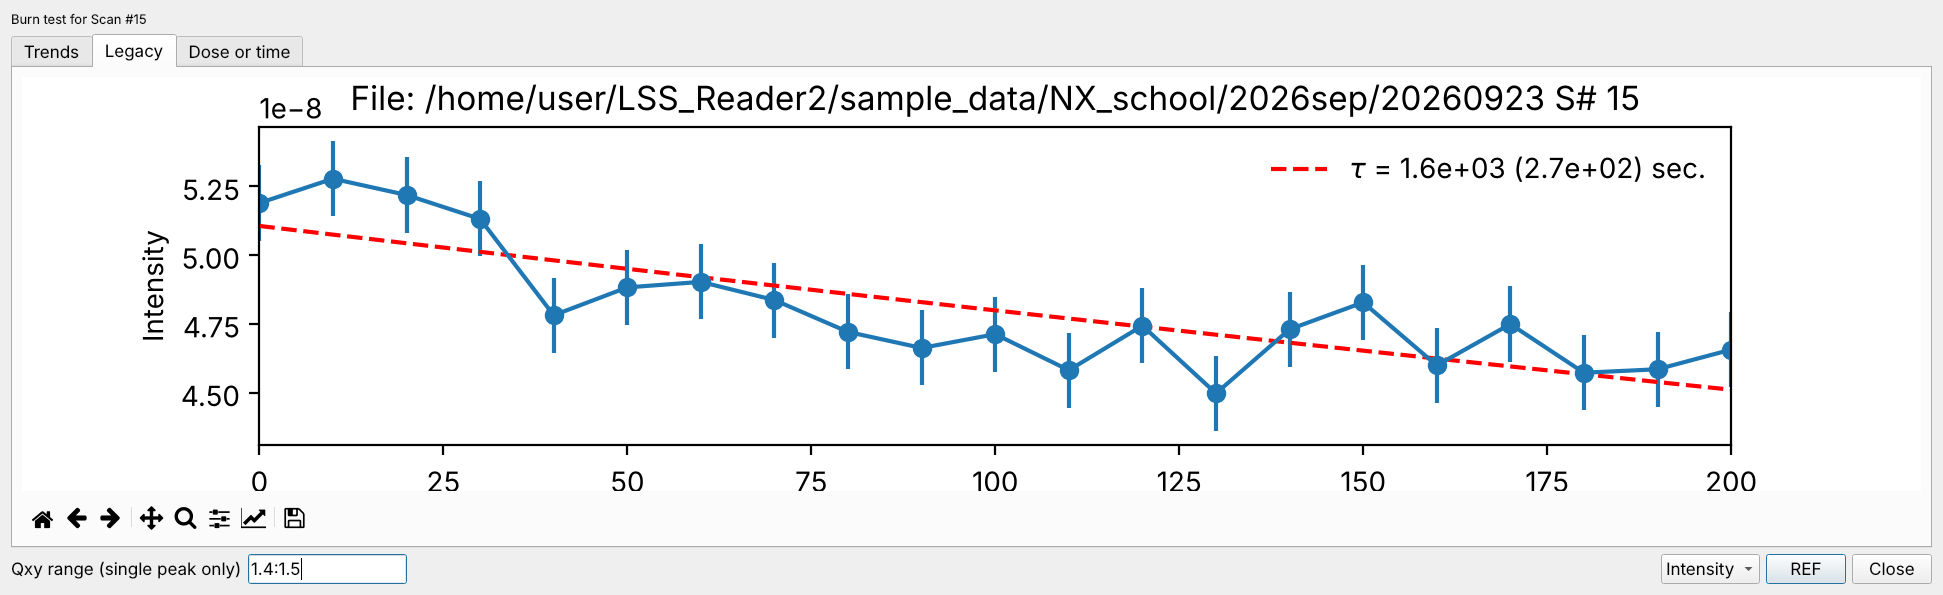 Burn test for Scan #15
Trends Legacy Dose or time
1e−8 File: /home/user/LSS_Reader2/sample_data/NX_school/2026sep/20260923 S# 15
τ = 1.6e+03 (2.7e+02) sec.
5.25
5.00
4.75
4.50
Intensity
0 25 50 75 100 125 150 175 200
Qxy range (single peak only) 1.4:1.5 Intensity REF Close